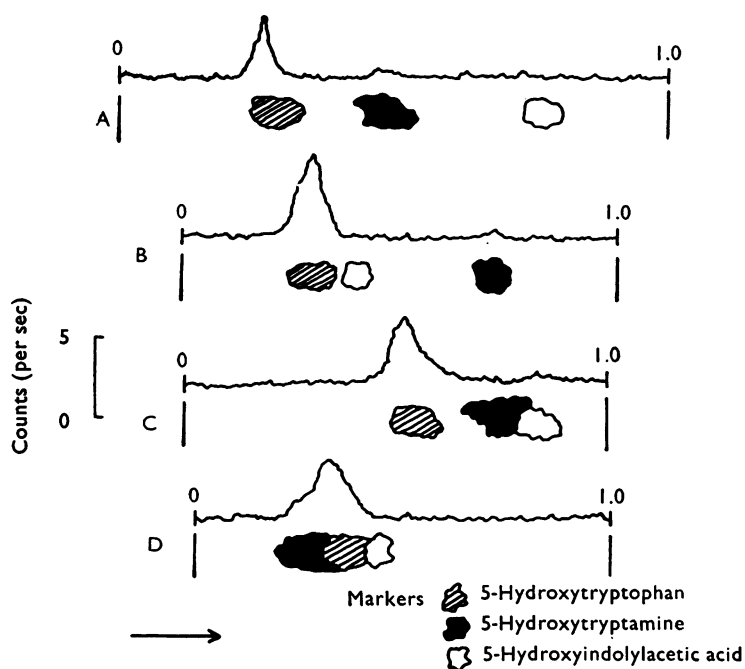 0 1.0
A
0 1.0
B
Counts (per sec)
5
0
0 1.0
C
0 1.0
D
Markers 5-Hydroxytryptophan
5-Hydroxytryptamine
5-Hydroxyindolylacetic acid